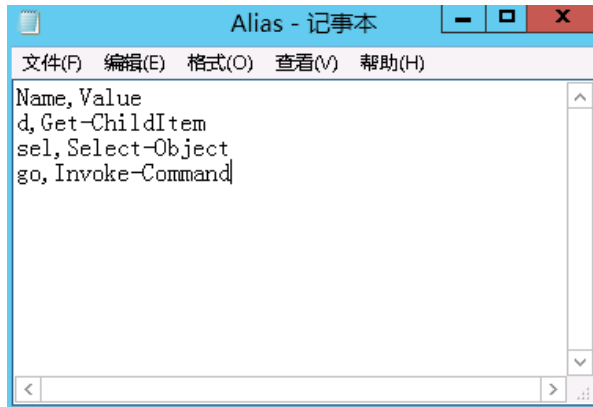 Alias - 记事本
文件(F) 编辑(E) 格式(O) 查看(V) 帮助(H)
Name,Value
d,Get-ChildItem
sel,Select-Object
go,Invoke-Command